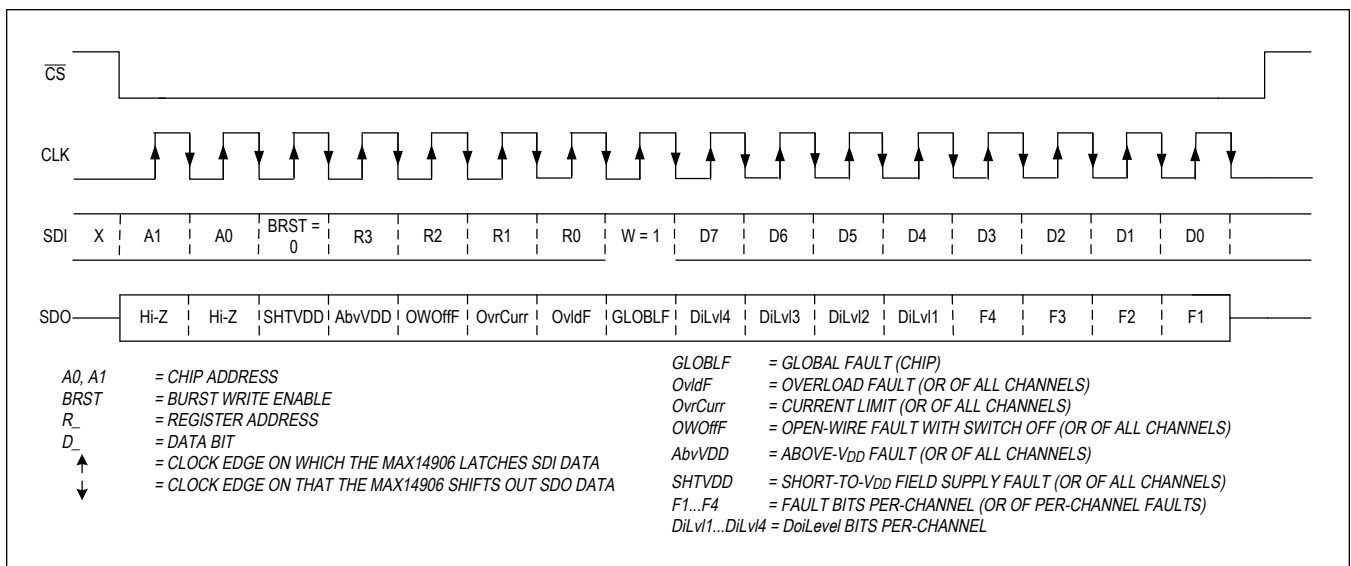 CS
CLK
SDI X A1 A0 BRST = 0 R3 R2 R1 R0 W = 1 D7 D6 D5 D4 D3 D2 D1 D0
SDO Hi-Z Hi-Z SHTVDD AbvVDD OWOffF OvrCurr OvldF GLOBLF DiLvl4 DiLvl3 DiLvl2 DiLvl1 F4 F3 F2 F1
A0, A1 = CHIP ADDRESS
BRST = BURST WRITE ENABLE
R_ = REGISTER ADDRESS
D_ = DATA BIT
= CLOCK EDGE ON WHICH THE MAX14906 LATCHES SDI DATA
= CLOCK EDGE ON THAT THE MAX14906 SHIFTS OUT SDO DATA
GLOBLF = GLOBAL FAULT (CHIP)
OvldF = OVERLOAD FAULT (OR OF ALL CHANNELS)
OvrCurr = CURRENT LIMIT (OR OF ALL CHANNELS)
OWOffF = OPEN-WIRE FAULT WITH SWITCH OFF (OR OF ALL CHANNELS)
AbvVDD = ABOVE-VDD FAULT (OR OF ALL CHANNELS)
SHTVDD = SHORT-TO-VDD FIELD SUPPLY FAULT (OR OF ALL CHANNELS)
F1...F4 = FAULT BITS PER-CHANNEL (OR OF PER-CHANNEL FAULTS)
DiLvl1...DiLvl4 = DoiLevel BITS PER-CHANNEL